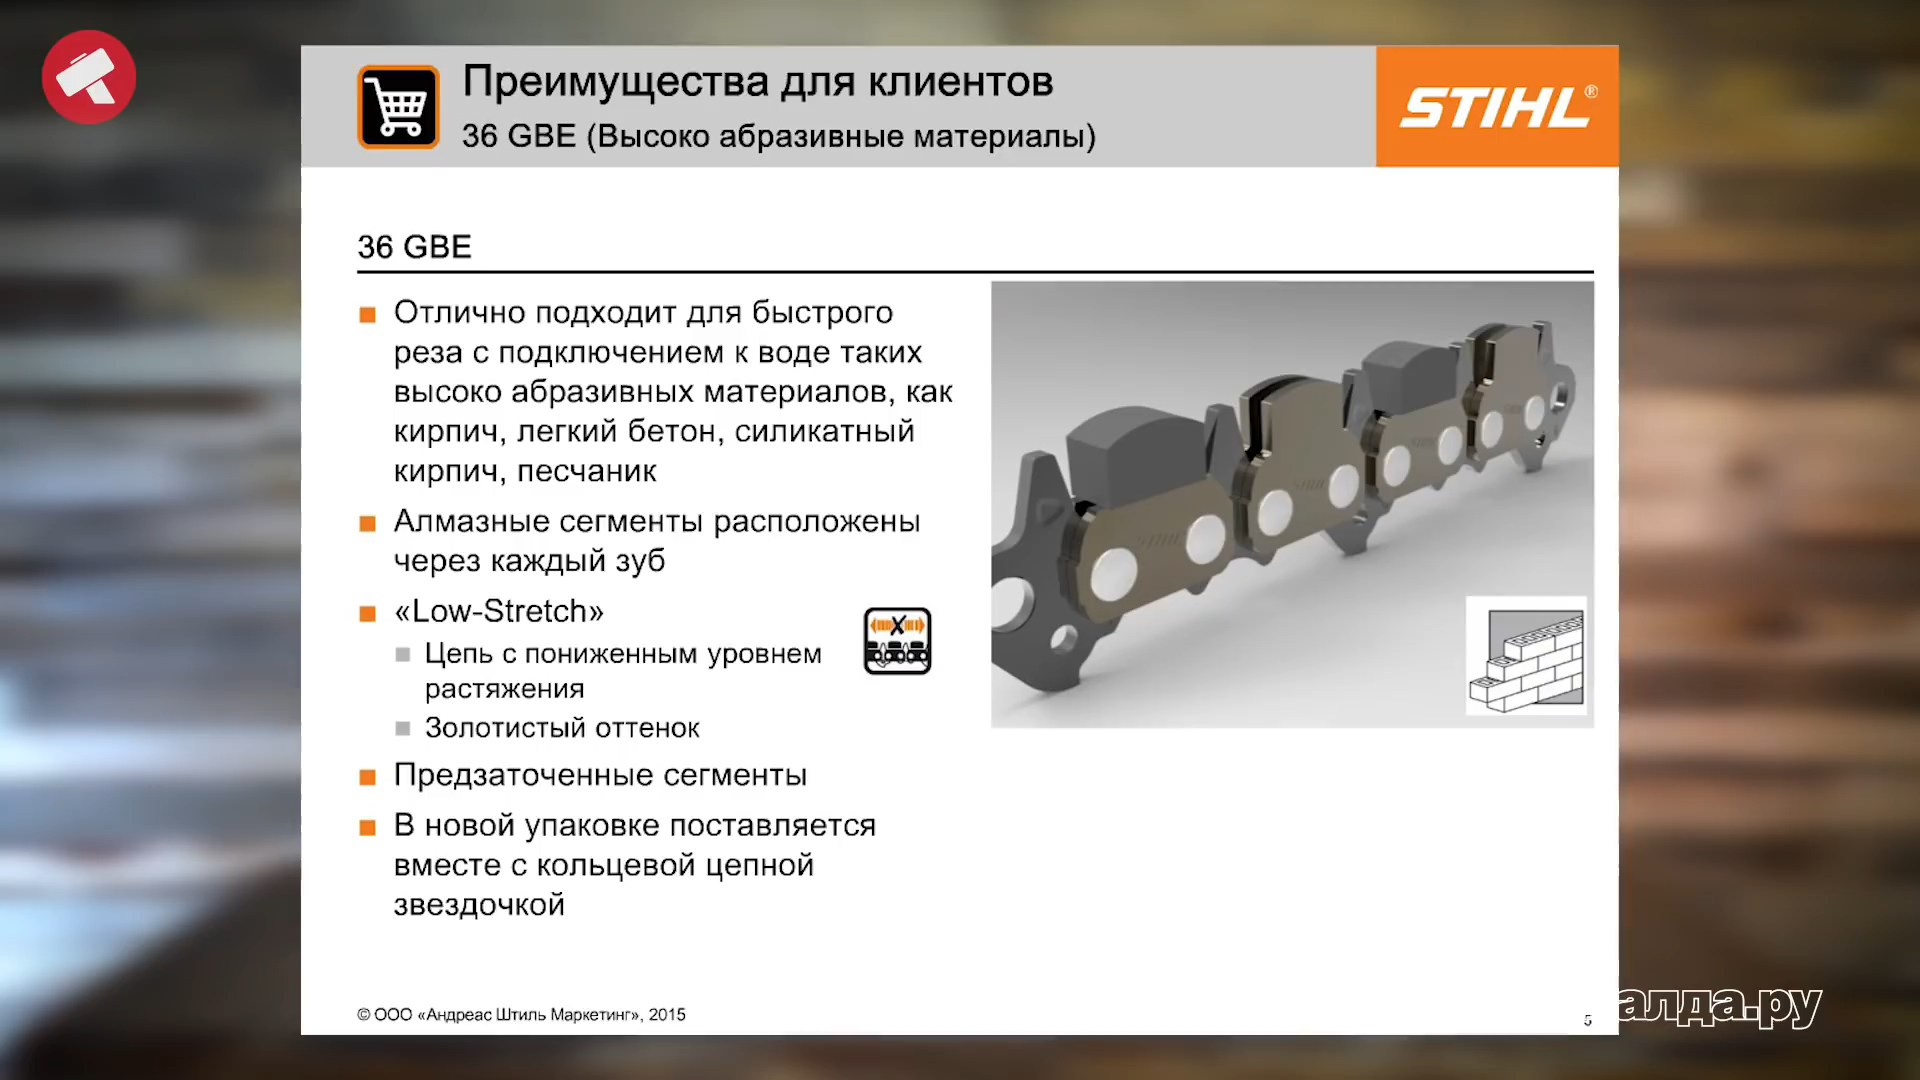 Преимущества для клиентов
36 GBE (Высоко абразивные материалы)
STIHL®
36 GBE
Отлично подходит для быстрого
реза с подключением к воде таких
высоко абразивных материалов, как
кирпич, легкий бетон, силикатный
кирпич, песчаник
Алмазные сегменты расположены
через каждый зуб
«Low-Stretch»
Цепь с пониженным уровнем
растяжения
Золотистый оттенок
Предзаточенные сегменты
В новой упаковке поставляется
вместе с кольцевой цепной
звездочкой
STIHL
STIHL
© ООО «Андреас Штиль Маркетинг», 2015
5
алда.ру